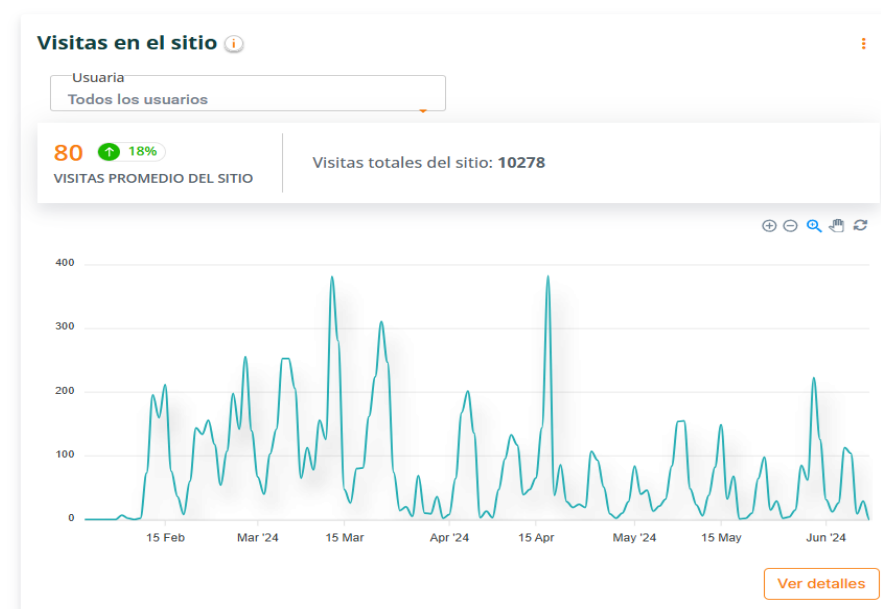 Visitas en el sitio
Usuaria
Todos los usuarios
80 18%
VISITAS PROMEDIO DEL SITIO
Visitas totales del sitio: 10278
400
300
200
100
0
15 Feb Mar '24 15 Mar Apr '24 15 Apr May '24 15 May Jun '24
Ver detalles